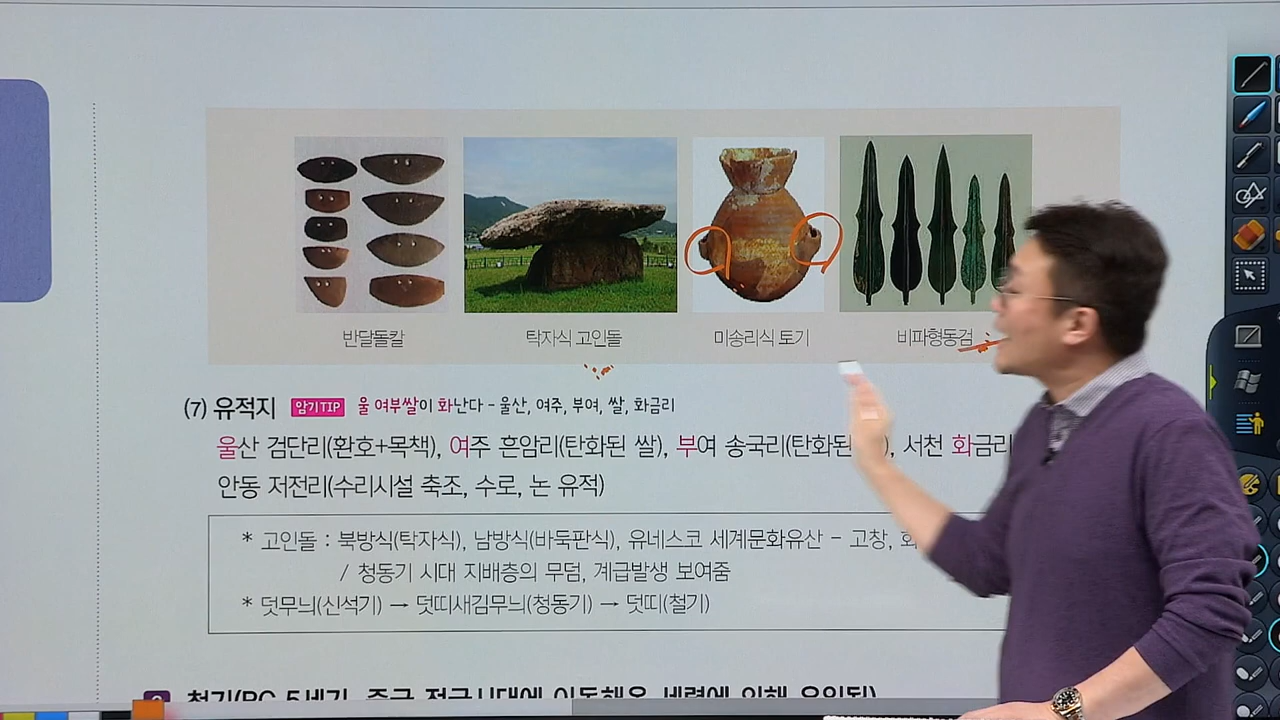 반달돌칼
탁자식 고인돌
미송리식 토기
비파형동검
(7) 유적지 암기TIP 울 여부쌀이 화난다 - 울산, 여주, 부여, 쌀, 화금리
울산 검단리(환호+목책), 여주 흔암리(탄화된 쌀), 부여 송국리(탄화된 ), 서천 화금리
안동 저전리(수리시설 축조, 수로, 논 유적)
* 고인돌 : 북방식(탁자식), 남방식(바둑판식), 유네스코 세계문화유산 - 고창,
/ 청동기 시대 지배층의 무덤, 계급발생 보여줌
* 덧무늬(신석기) → 덧띠새김무늬(청동기) → 덧띠(철기)
철기(BC 5세기, 중국 전국시대에 이동해온 세력에 의해 유입됨)